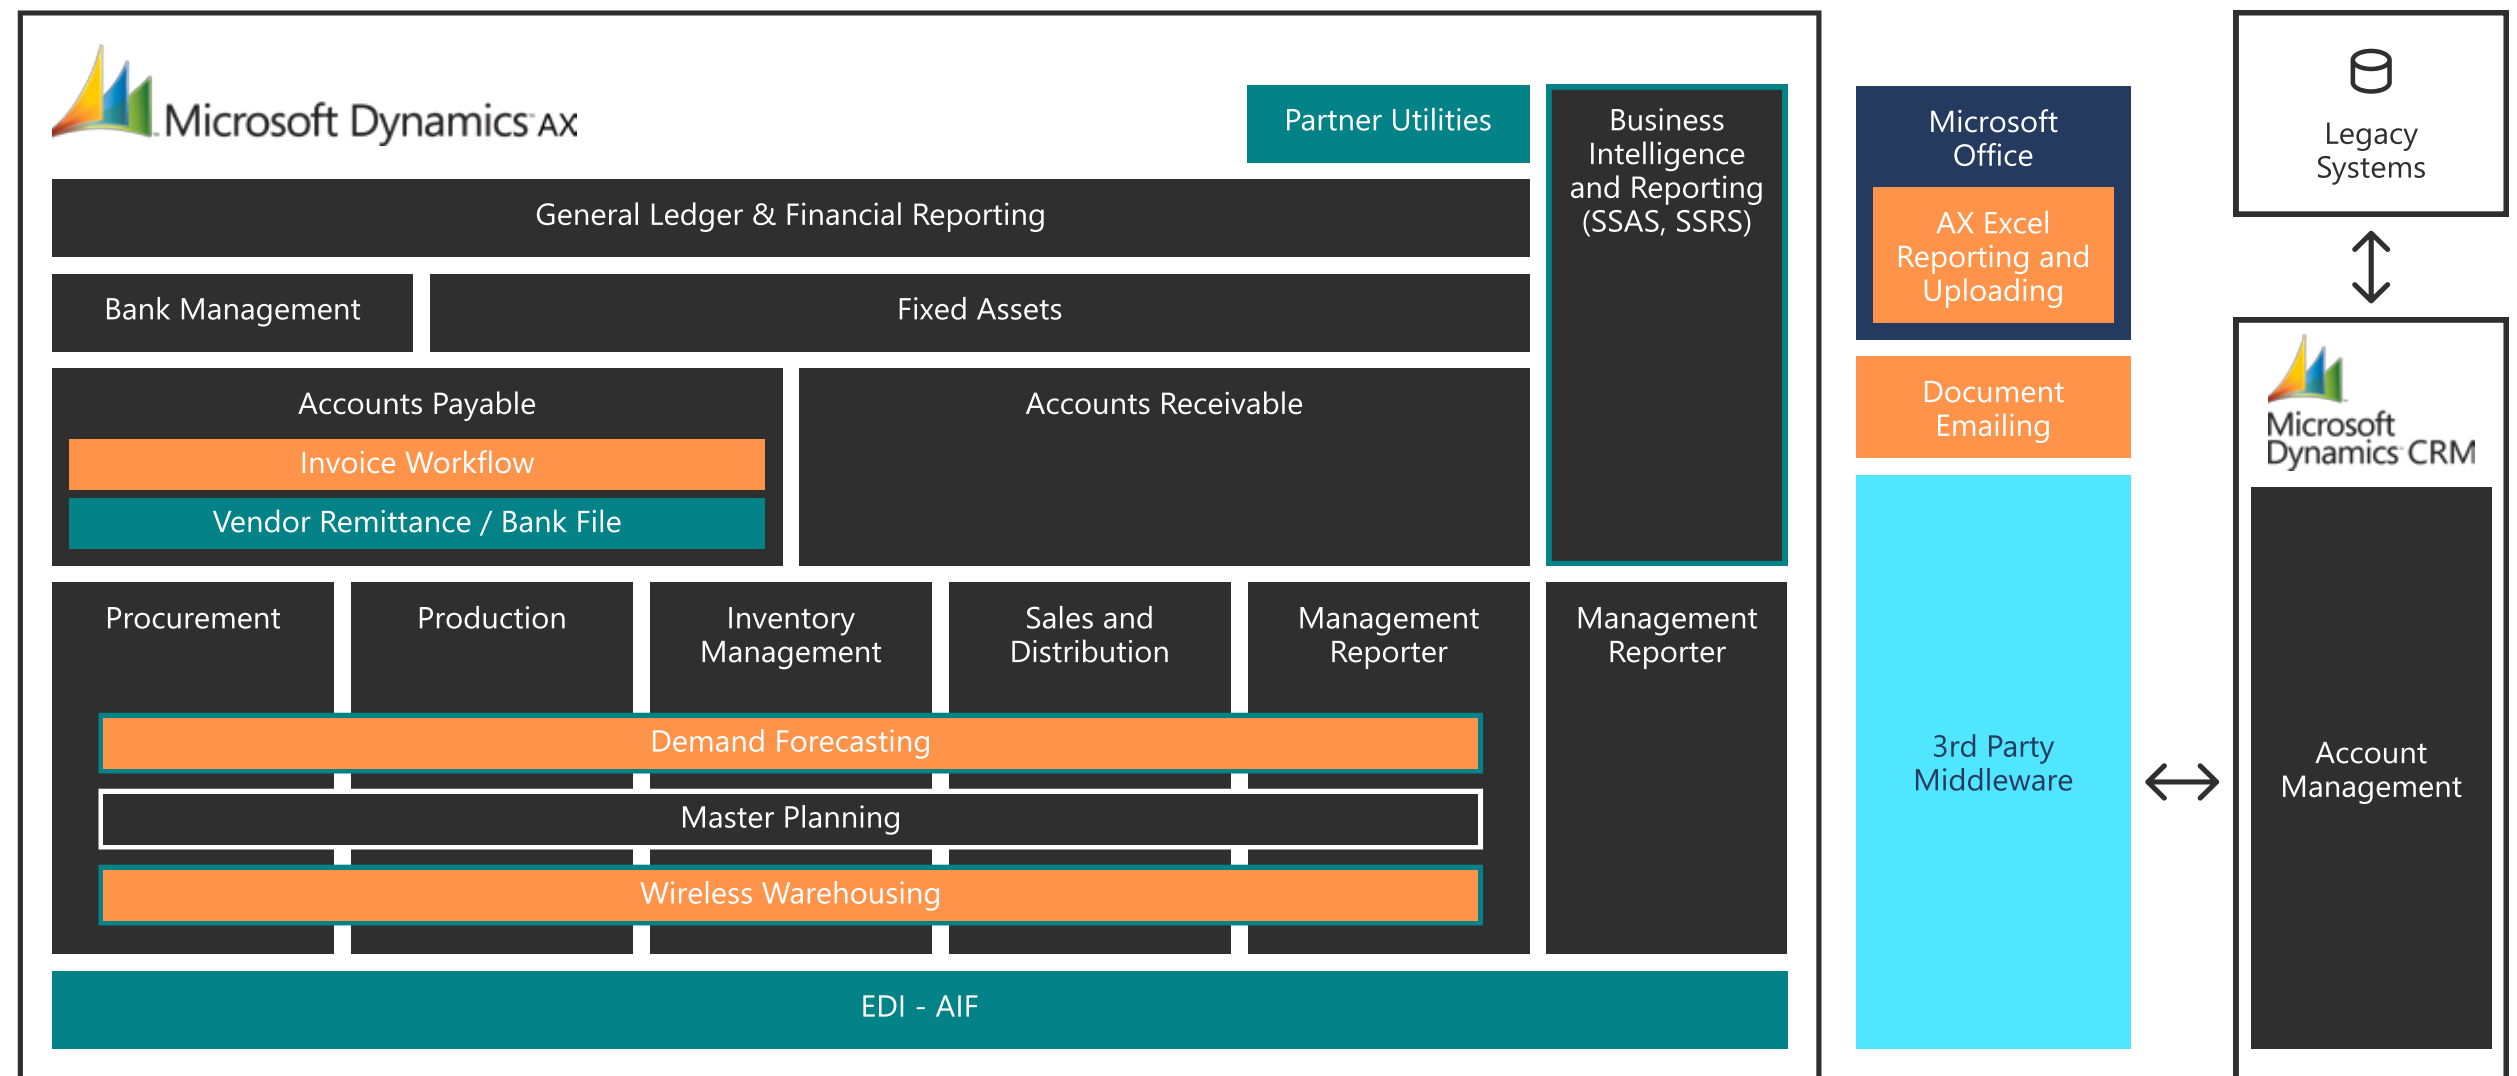 Microsoft Dynamics AX
Partner Utilities
Business
Intelligence
and Reporting
(SSAS, SSRS)
General Ledger & Financial Reporting
Bank Management
Fixed Assets
Accounts Payable
Invoice Workflow
Vendor Remittance / Bank File
Accounts Receivable
Procurement
Production
Inventory
Management
Sales and
Distribution
Management
Reporter
Management
Reporter
Demand Forecasting
Master Planning
Wireless Warehousing
EDI - AIF
Microsoft
Office
AX Excel
Reporting and
Uploading
Document
Emailing
3rd Party
Middleware
Legacy
Systems
Microsoft
Dynamics CRM
Account
Management